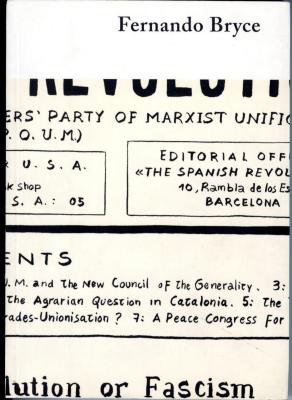 Fernando Bryce
REVOLUTI
ERS' PARTY OF MARXIST UNIFIC
P.O.U.M.)
R U.S.A.
k shop
S.A.: 05
EDITORIAL OFF
«THE SPANISH REVOL
10, Rambla de los Es
BARCELONA
ENTS
U.M. and the New Council of the Generality. 3:
the Agrarian Question in Catalonia. 5: The
rades-Unionisation? 7: A Peace Congress For
lution or Fascism